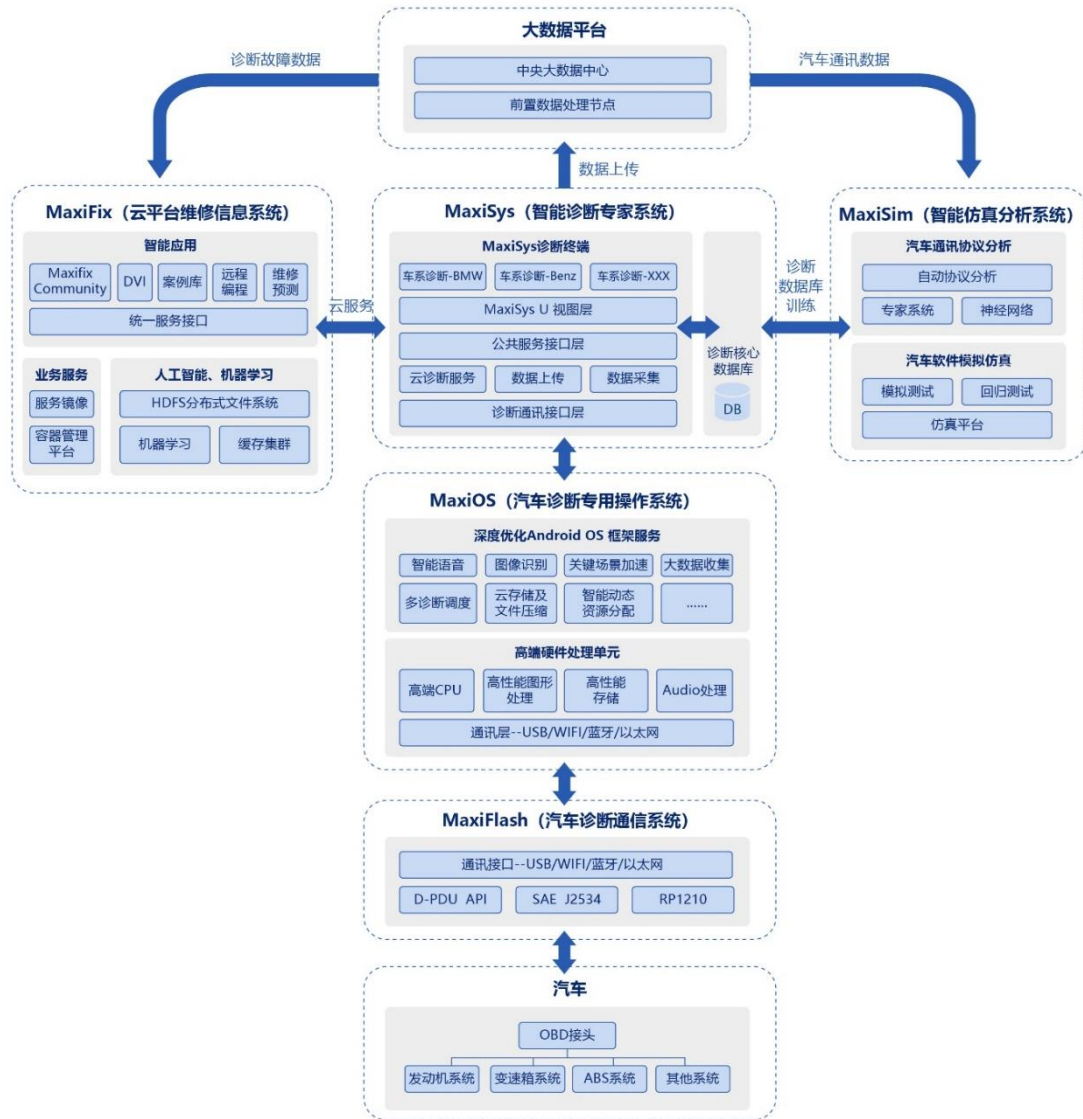 大数据平台
中央大数据中心
前置数据处理节点
诊断故障数据
汽车通讯数据
数据上传
MaxiFix（云平台维修信息系统）
智能应用
Maxifix
Community
DVI
案例库
远程
编程
维修
预测
统一服务接口
业务服务
服务镜像
容器管理
平台
人工智能、机器学习
HDFS分布式文件系统
机器学习
缓存集群
云服务
MaxiSys（智能诊断专家系统）
MaxiSys诊断终端
车系诊断-BMW
车系诊断-Benz
车系诊断-XXX
MaxiSys U 视图层
公共服务接口层
云诊断服务
数据上传
数据采集
诊断通讯接口层
诊断核心
数据库
DB
诊断
数据库
训练
MaxiSim（智能仿真分析系统）
汽车通讯协议分析
自动协议分析
专家系统
神经网络
汽车软件模拟仿真
模拟测试
回归测试
仿真平台
MaxiOS（汽车诊断专用操作系统）
深度优化Android OS 框架服务
智能语音
图像识别
关键场景加速
大数据收集
多诊断调度
云存储及
文件压缩
智能动态
资源分配
......
高端硬件处理单元
高端CPU
高性能图形
处理
高性能
存储
Audio处理
通讯层--USB/WIFI/蓝牙/以太网
MaxiFlash（汽车诊断通信系统）
通讯接口--USB/WIFI/蓝牙/以太网
D-PDU API
SAE J2534
RP1210
汽车
OBD接头
发动机系统
变速箱系统
ABS系统
其他系统